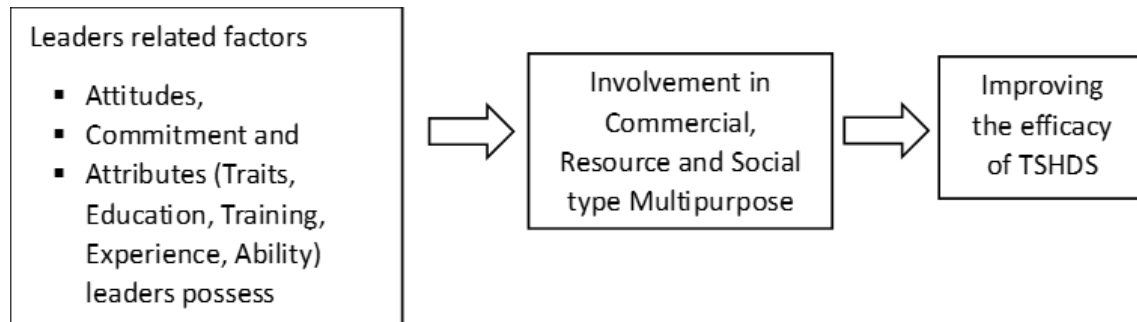 Leaders related factors
▪ Attitudes,
▪ Commitment and
▪ Attributes (Traits,
Education, Training,
Experience, Ability)
leaders possess
Involvement in
Commercial,
Resource and Social
type Multipurpose
Improving
the efficacy
of TSHDS